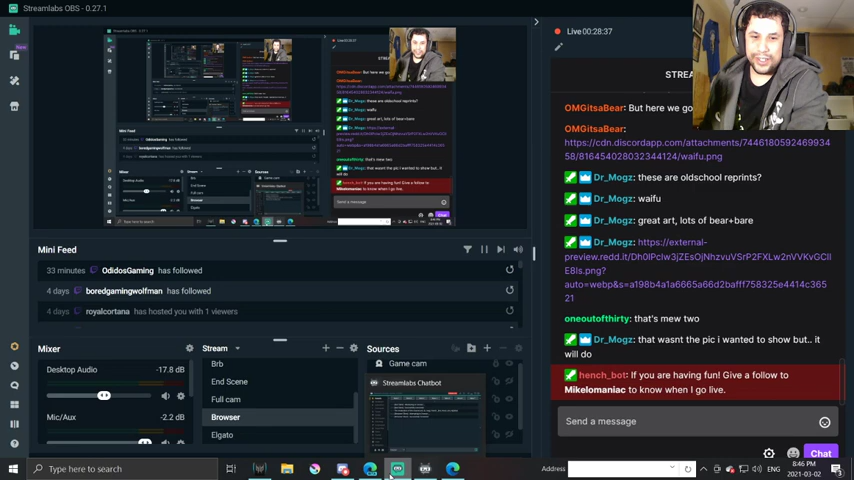 Streamlabs OBS - 0.27.1
Live 00:28:37
OMGitsaBear: But here we go
OMGitsaBear:
https://cdn.discordapp.com/attachments/7446180592469934
58/816454028032344124/waifu.png
Dr_Mogz: these are oldschool reprints?
Dr_Mogz: waifu
Dr_Mogz: great art, lots of bear+bare
Dr_Mogz: https://external-
preview.redd.it/Dh0lPclw3jZEsOjNhzvuVSrP2FXLw2nVVKvGClI
E8Is.png?
auto=webp&s=a198b4a1a6665a66d2bafff758325e4414c365
21
oneoutofthirty: that's mew two
Dr_Mogz: that wasnt the pic i wanted to show but.. it
will do
hench_bot: If you are having fun! Give a follow to
Mikelomaniac to know when I go live.
Send a message
Chat
Mini Feed
33 minutes OdidosGaming has followed
4 days boredgamingwolfman has followed
4 days royalcortana has hosted you with 1 viewers
Mixer
Desktop Audio -17.8 dB
Mic/Aux -2.2 dB
Stream
Brb
End Scene
Full cam
Browser
Elgato
Sources
Game cam
Streamlabs Chatbot
Type here to search
Address
ENG
8:46 PM
2021-03-02